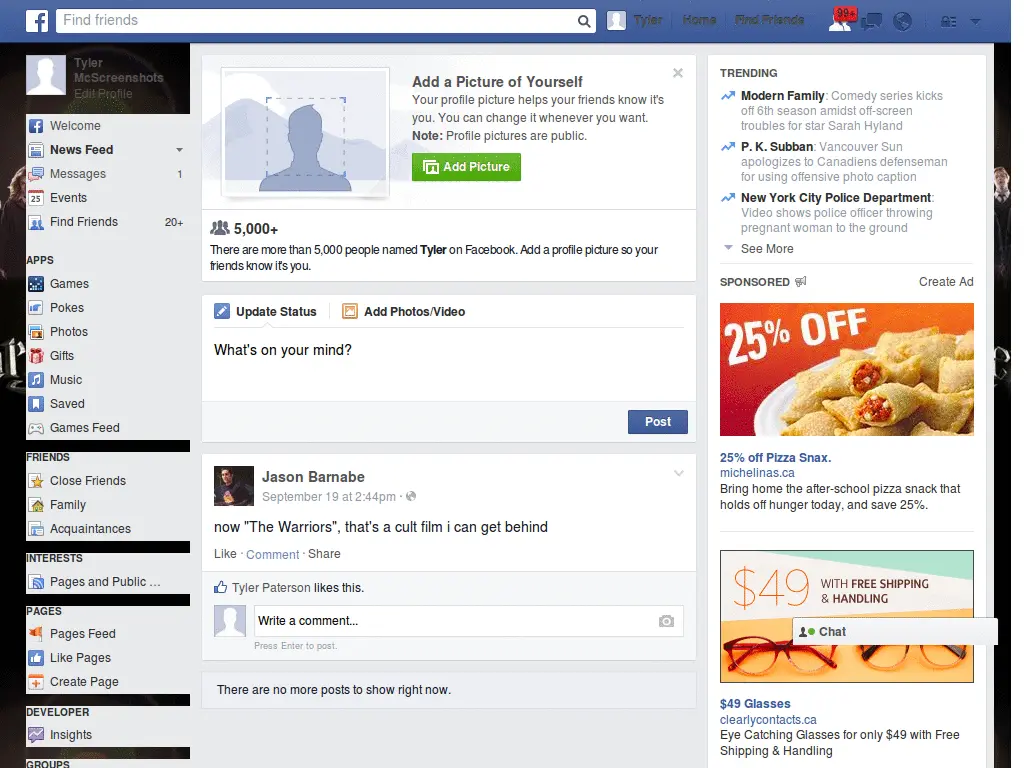 Find friends
Tyler
Home
Find Friends
99+
Tyler
McScreenshots
Edit Profile
Welcome
News Feed
Messages 1
25 Events
Find Friends 20+
APPS
Games
Pokes
Photos
Gifts
Music
Saved
Games Feed
FRIENDS
Close Friends
Family
Acquaintances
INTERESTS
Pages and Public ...
PAGES
Pages Feed
Like Pages
Create Page
DEVELOPER
Insights
GROUPS
Add a Picture of Yourself
Your profile picture helps your friends know it's
you. You can change it whenever you want.
Note: Profile pictures are public.
Add Picture
5,000+
There are more than 5,000 people named Tyler on Facebook. Add a profile picture so your
friends know it's you.
Update Status
Add Photos/Video
What's on your mind?
Post
Jason Barnabe
September 19 at 2:44pm ·
now "The Warriors", that's a cult film i can get behind
Like · Comment · Share
Tyler Paterson likes this.
Write a comment...
Press Enter to post.
There are no more posts to show right now.
TRENDING
Modern Family: Comedy series kicks
off 6th season amidst off-screen
troubles for star Sarah Hyland
P. K. Subban: Vancouver Sun
apologizes to Canadiens defenseman
for using offensive photo caption
New York City Police Department:
Video shows police officer throwing
pregnant woman to the ground
See More
SPONSORED
Create Ad
25% OFF
25% off Pizza Snax.
michelinas.ca
Bring home the after-school pizza snack that
holds off hunger today, and save 25%.
$49 WITH FREE SHIPPING
& HANDLING
Chat
$49 Glasses
clearlycontacts.ca
Eye Catching Glasses for only $49 with Free
Shipping & Handling